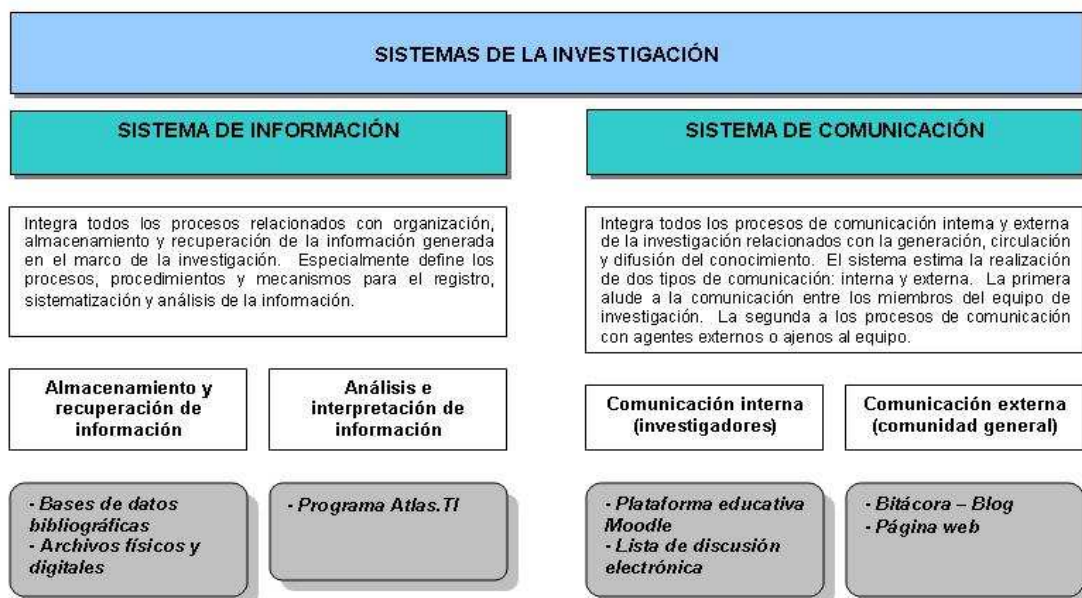 SISTEMAS DE LA INVESTIGACIÓN
SISTEMA DE INFORMACIÓN
Integra todos los procesos relacionados con organización,
almacenamiento y recuperación de la información generada
en el marco de la investigación. Especialmente define los
procesos, procedimientos y mecanismos para el registro,
sistematización y análisis de la información.
Almacenamiento y
recuperación de
información
- Bases de datos
bibliográficas
- Archivos físicos y
digitales
Análisis e
interpretación de
información
- Programa Atlas.TI
SISTEMA DE COMUNICACIÓN
Integra todos los procesos de comunicación interna y externa
de la investigación relacionados con la generación, circulación
y difusión del conocimiento. El sistema estima la realización
de dos tipos de comunicación: interna y externa. La primera
alude a la comunicación entre los miembros del equipo de
investigación. La segunda a los procesos de comunicación
con agentes externos o ajenos al equipo.
Comunicación interna
(investigadores)
- Plataforma educativa
Moodle
- Lista de discusión
electrónica
Comunicación externa
(comunidad general)
- Bitácora – Blog
- Página web